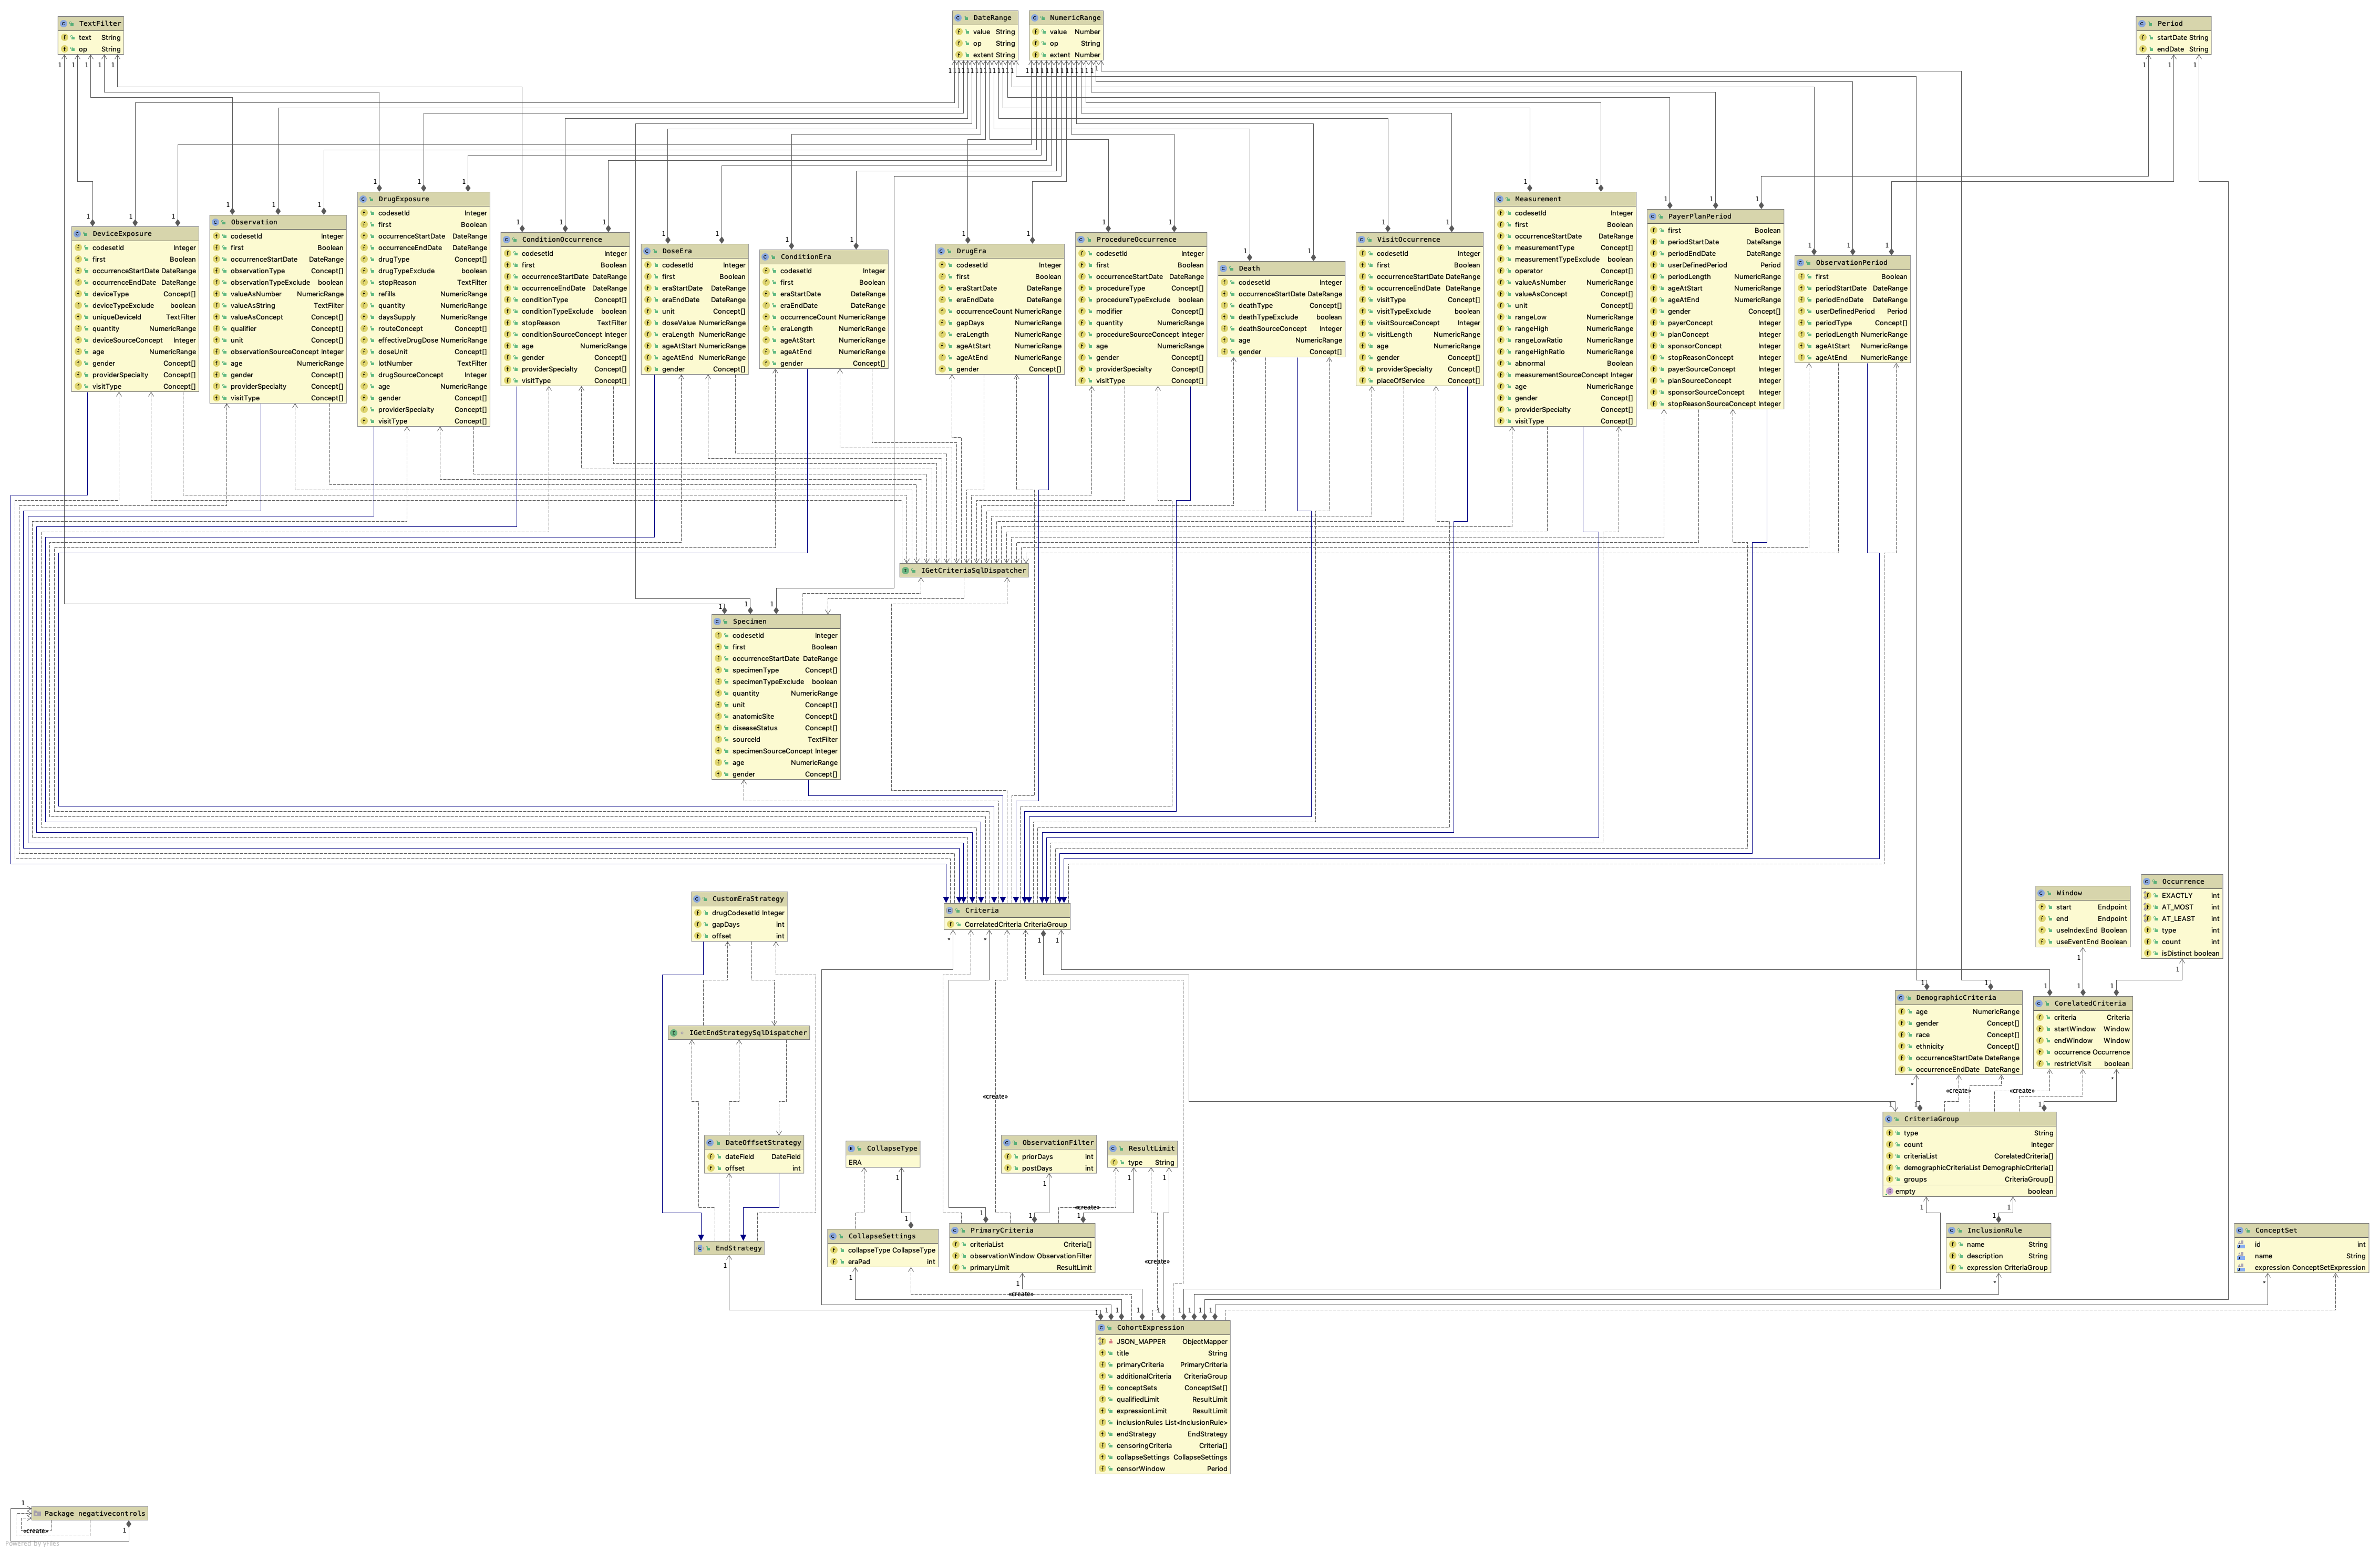 TextFilter
text String
op String
DateRange
value String
op String
extent String
NumericRange
value Number
op String
extent Number
Period
startDate String
endDate String
DeviceExposure
codesetId Integer
first Boolean
occurrenceStartDate DateRange
occurrenceEndDate DateRange
deviceType Concept[]
deviceTypeExclude boolean
uniqueDeviceId TextFilter
quantity NumericRange
deviceSourceConcept Integer
age NumericRange
gender Concept[]
providerSpecialty Concept[]
visitType Concept[]
Observation
codesetId Integer
first Boolean
occurrenceStartDate DateRange
observationType Concept[]
observationTypeExclude boolean
valueAsNumber NumericRange
valueAsString TextFilter
valueAsConcept Concept[]
qualifier Concept[]
unit Concept[]
observationSourceConcept Integer
age NumericRange
gender Concept[]
providerSpecialty Concept[]
visitType Concept[]
DrugExposure
codesetId Integer
first Boolean
occurrenceStartDate DateRange
occurrenceEndDate DateRange
drugType Concept[]
drugTypeExclude boolean
stopReason TextFilter
refills NumericRange
quantity NumericRange
daysSupply NumericRange
routeConcept Concept[]
effectiveDrugDose NumericRange
doseUnit Concept[]
lotNumber TextFilter
drugSourceConcept Integer
age NumericRange
gender Concept[]
providerSpecialty Concept[]
visitType Concept[]
ConditionOccurrence
codesetId Integer
first Boolean
occurrenceStartDate DateRange
occurrenceEndDate DateRange
conditionType Concept[]
conditionTypeExclude boolean
stopReason TextFilter
conditionSourceConcept Integer
age NumericRange
gender Concept[]
providerSpecialty Concept[]
visitType Concept[]
DoseEra
codesetId Integer
first Boolean
eraStartDate DateRange
eraEndDate DateRange
unit Concept[]
doseValue NumericRange
eraLength NumericRange
ageAtStart NumericRange
ageAtEnd NumericRange
gender Concept[]
ConditionEra
codesetId Integer
first Boolean
eraStartDate DateRange
eraEndDate DateRange
occurrenceCount NumericRange
eraLength NumericRange
ageAtStart NumericRange
ageAtEnd NumericRange
gender Concept[]
DrugEra
codesetId Integer
first Boolean
eraStartDate DateRange
eraEndDate DateRange
occurrenceCount NumericRange
gapDays NumericRange
eraLength NumericRange
ageAtStart NumericRange
ageAtEnd NumericRange
gender Concept[]
ProcedureOccurrence
codesetId Integer
first Boolean
occurrenceStartDate DateRange
procedureType Concept[]
procedureTypeExclude boolean
modifier Concept[]
quantity NumericRange
procedureSourceConcept Integer
age NumericRange
gender Concept[]
providerSpecialty Concept[]
visitType Concept[]
Death
codesetId Integer
occurrenceStartDate DateRange
deathType Concept[]
deathTypeExclude boolean
deathSourceConcept Integer
age NumericRange
gender Concept[]
VisitOccurrence
codesetId Integer
first Boolean
occurrenceStartDate DateRange
occurrenceEndDate DateRange
visitType Concept[]
visitTypeExclude boolean
visitSourceConcept Integer
visitLength NumericRange
age NumericRange
gender Concept[]
providerSpecialty Concept[]
placeOfService Concept[]
Measurement
codesetId Integer
first Boolean
occurrenceStartDate DateRange
measurementType Concept[]
measurementTypeExclude boolean
operator Concept[]
valueAsNumber NumericRange
valueAsConcept Concept[]
unit Concept[]
rangeLow NumericRange
rangeHigh NumericRange
rangeLowRatio NumericRange
rangeHighRatio NumericRange
abnormal Boolean
measurementSourceConcept Integer
age NumericRange
gender Concept[]
providerSpecialty Concept[]
visitType Concept[]
PayerPlanPeriod
first Boolean
periodStartDate DateRange
periodEndDate DateRange
userDefinedPeriod Period
periodLength NumericRange
ageAtStart NumericRange
ageAtEnd NumericRange
gender Concept[]
payerConcept Integer
planConcept Integer
sponsorConcept Integer
stopReasonConcept Integer
payerSourceConcept Integer
planSourceConcept Integer
sponsorSourceConcept Integer
stopReasonSourceConcept Integer
ObservationPeriod
first Boolean
periodStartDate DateRange
periodEndDate DateRange
userDefinedPeriod Period
periodType Concept[]
periodLength NumericRange
ageAtStart NumericRange
ageAtEnd NumericRange
IGetCriteriaSqlDispatcher
Specimen
codesetId Integer
first Boolean
occurrenceStartDate DateRange
specimenType Concept[]
specimenTypeExclude boolean
quantity NumericRange
unit Concept[]
anatomicSite Concept[]
diseaseStatus Concept[]
sourceId TextFilter
specimenSourceConcept Integer
age NumericRange
gender Concept[]
CustomEraStrategy
drugCodesetId Integer
gapDays int
offset int
Criteria
CorrelatedCriteria CriteriaGroup
Window
start Endpoint
end Endpoint
useIndexEnd Boolean
useEventEnd Boolean
Occurrence
EXACTLY int
AT_MOST int
AT_LEAST int
type int
count int
isDistinct boolean
DemographicCriteria
age NumericRange
gender Concept[]
race Concept[]
ethnicity Concept[]
occurrenceStartDate DateRange
occurrenceEndDate DateRange
CorelatedCriteria
criteria Criteria
startWindow Window
endWindow Window
occurrence Occurrence
restrictVisit boolean
IGetEndStrategySqlDispatcher
«create»
«create»
«create»
CriteriaGroup
type String
count Integer
criteriaList CorelatedCriteria[]
demographicCriteriaList DemographicCriteria[]
groups CriteriaGroup[]
empty boolean
DateOffsetStrategy
dateField DateField
offset int
CollapseType
ERA
ObservationFilter
priorDays int
postDays int
ResultLimit
type String
«create»
EndStrategy
CollapseSettings
collapseType CollapseType
eraPad int
PrimaryCriteria
criteriaList Criteria[]
observationWindow ObservationFilter
primaryLimit ResultLimit
InclusionRule
name String
description String
expression CriteriaGroup
ConceptSet
id int
name String
expression ConceptSetExpression
«create»
«create»
CohortExpression
JSON_MAPPER ObjectMapper
title String
primaryCriteria PrimaryCriteria
additionalCriteria CriteriaGroup
conceptSets ConceptSet[]
qualifiedLimit ResultLimit
expressionLimit ResultLimit
inclusionRules List<InclusionRule>
endStrategy EndStrategy
censoringCriteria Criteria[]
collapseSettings CollapseSettings
censorWindow Period
Package negativecontrols
«create»
Powered by yFiles